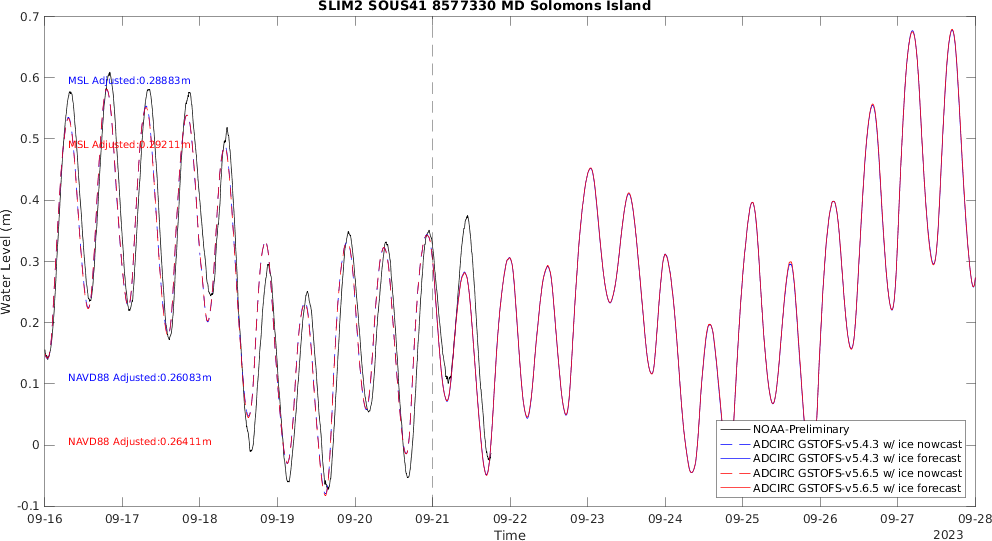 SLIM2 SOUS41 8577330 MD Solomons Island
Water Level (m)
0.7
0.6
0.5
0.4
0.3
0.2
0.1
0
-0.1
MSL Adjusted:0.28883m
MSL Adjusted:0.29211m
NAVD88 Adjusted:0.26083m
NAVD88 Adjusted:0.26411m
NOAA-Preliminary
ADCIRC GSTOFS-v5.4.3 w/ ice nowcast
ADCIRC GSTOFS-v5.4.3 w/ ice forecast
ADCIRC GSTOFS-v5.6.5 w/ ice nowcast
ADCIRC GSTOFS-v5.6.5 w/ ice forecast
09-16 09-17 09-18 09-19 09-20 09-21 09-22 09-23 09-24 09-25 09-26 09-27 09-28
Time
2023